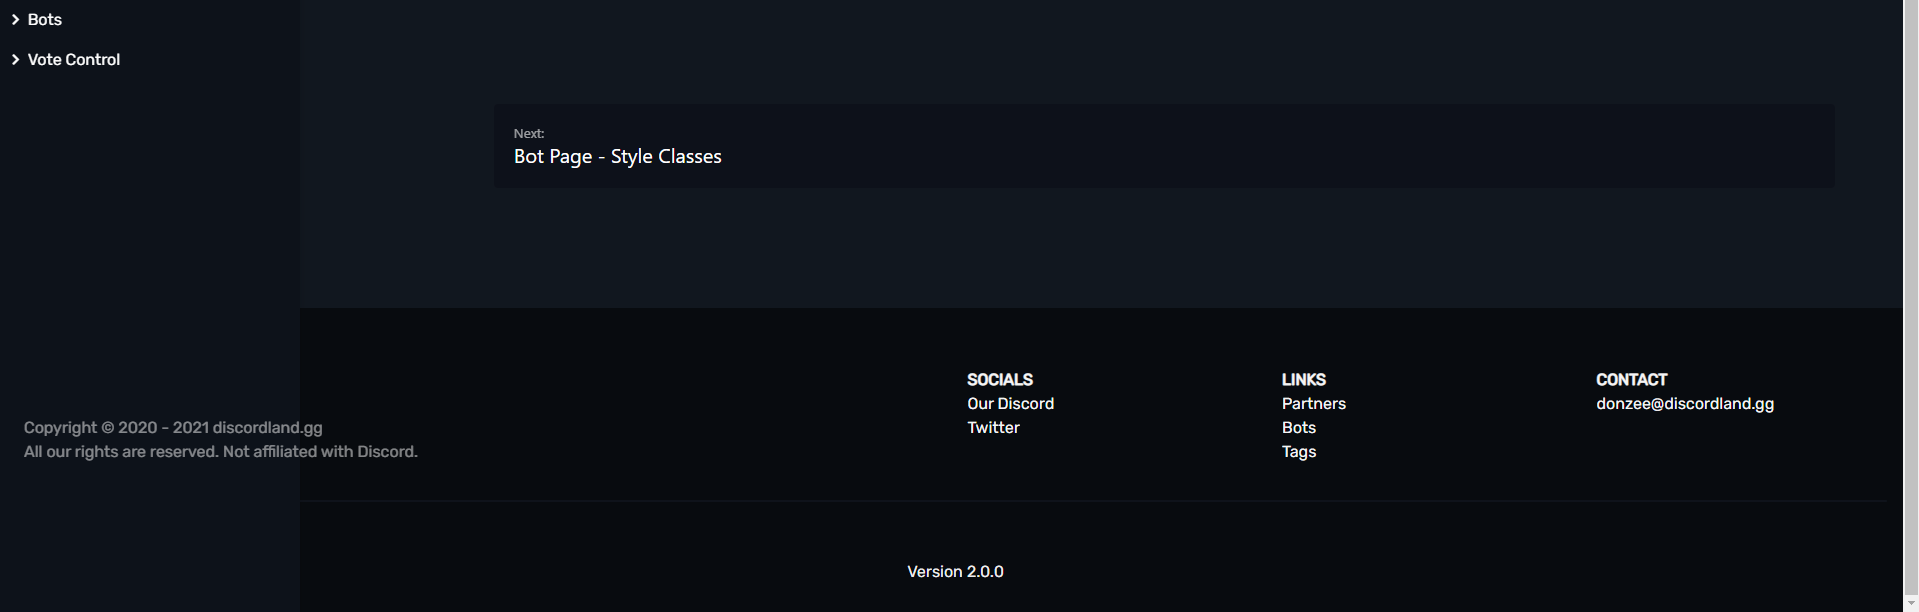 Bots
Vote Control
Next:
Bot Page - Style Classes
SOCIALS
Our Discord
Twitter
LINKS
Partners
Bots
Tags
CONTACT
donzee@discordland.gg
Copyright © 2020 - 2021 discordland.gg
All our rights are reserved. Not affiliated with Discord.
Version 2.0.0